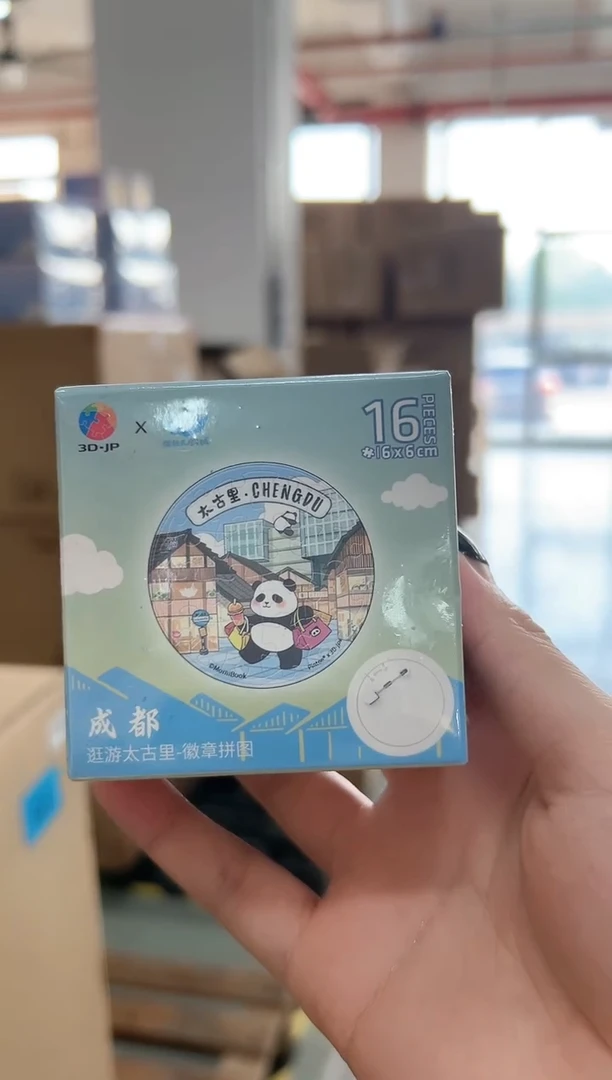 3D-JP
X
16 PIECES
16x6cm
太古里·CHENGDU
成都
逛游太古里-徽章拼图